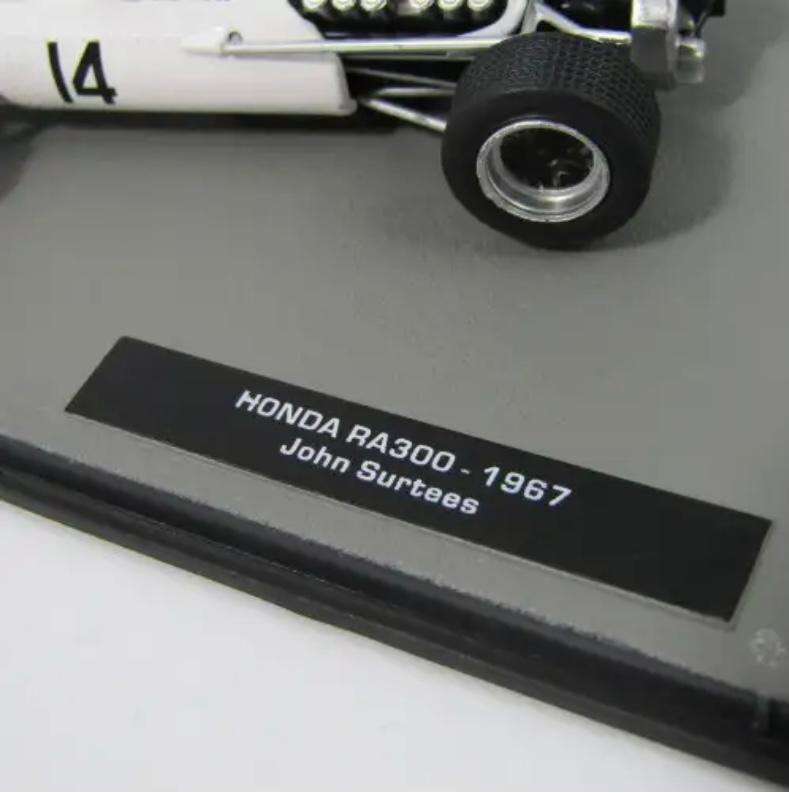 14
HONDA RA300 - 1967
John Surtees